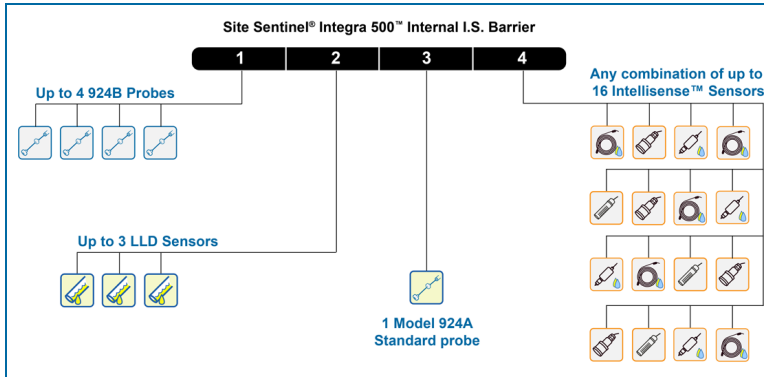 Site Sentinel® Integra 500™ Internal I.S. Barrier
1 2 3 4
Up to 4 924B Probes
Any combination of up to
16 Intellisense™ Sensors
Up to 3 LLD Sensors
1 Model 924A
Standard probe